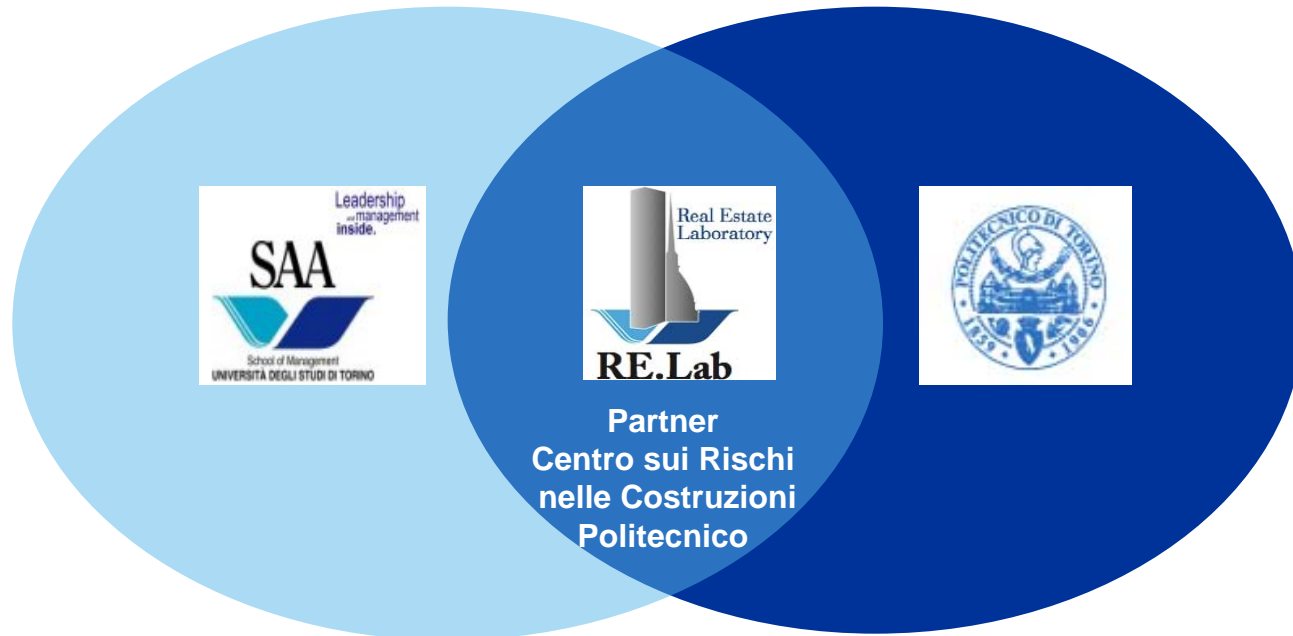 Leadership
and management
inside.
SAA
School of Management
UNIVERSITÀ DEGLI STUDI DI TORINO
Real Estate
Laboratory
RE.Lab
Partner
Centro sui Rischi
nelle Costruzioni
Politecnico
POLITECNICO DI TORINO
1859 · 1906